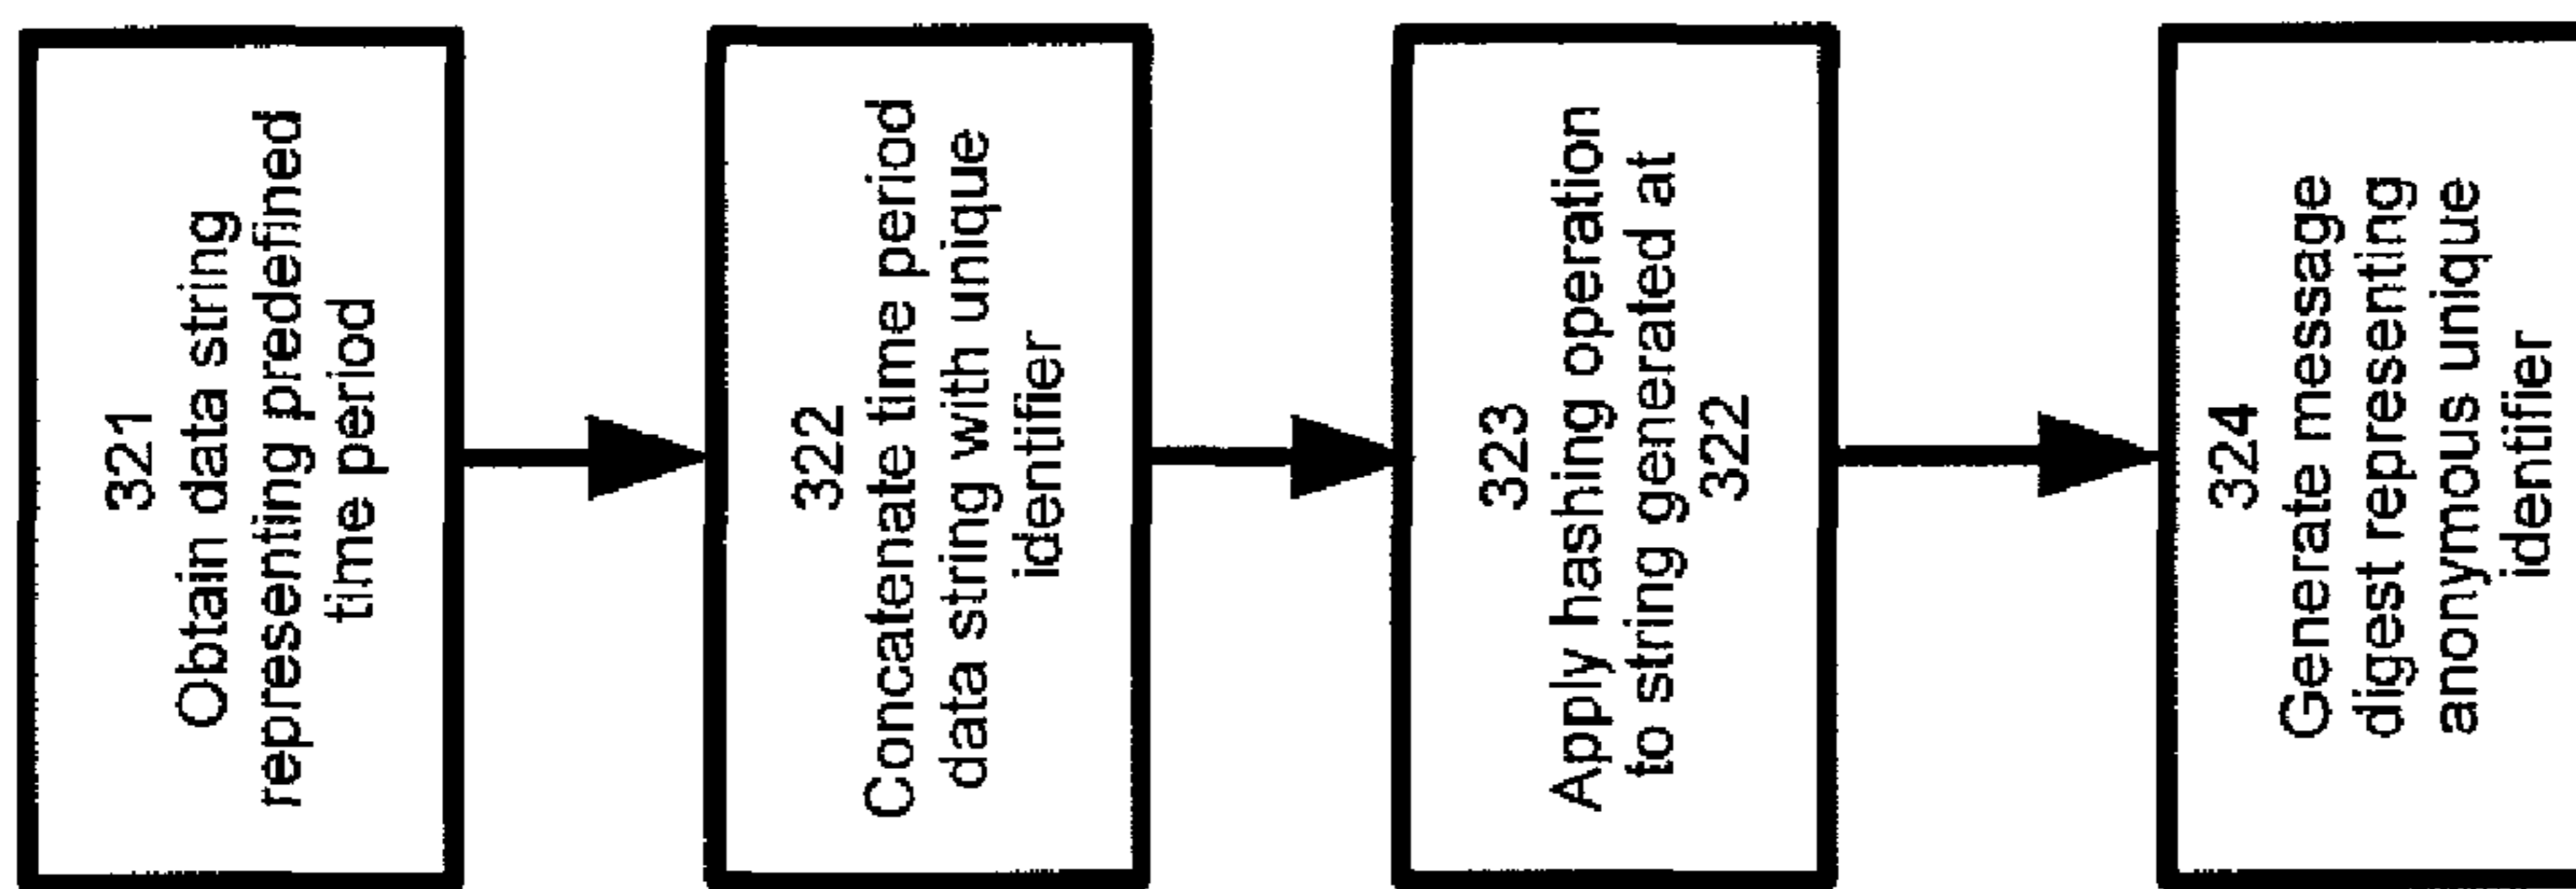 321
Obtain data string
representing predefined
time period
322
Concatenate time period
data string with unique
identifier
323
Apply hashing operation
to string generated at
322
324
Generate message
digest representing
anonymous unique
identifier